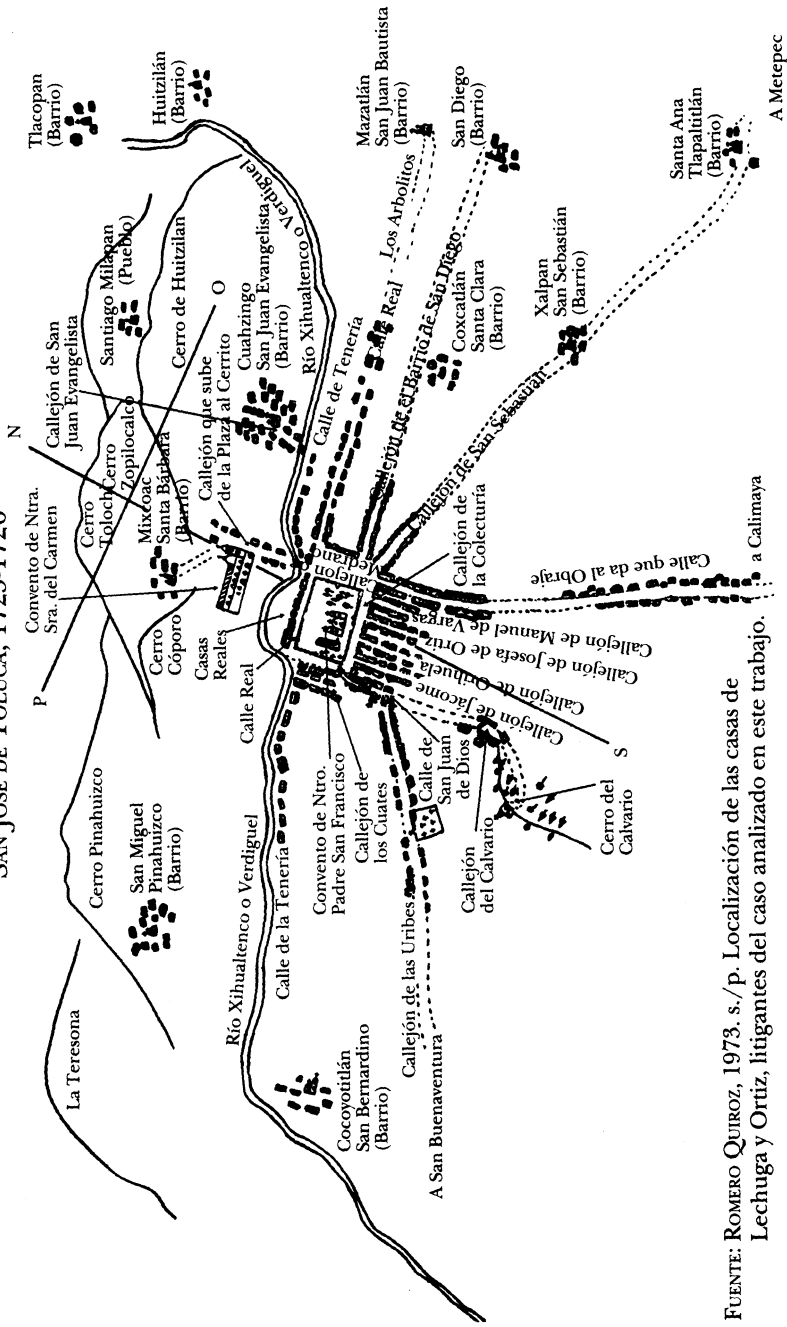 SAN JOSÉ DE TOLUCA, 1725-1726
La Teresona
Cerro Pinahuizco
San Miguel
Pinahuizco
(Barrio)
P
N
O
S
Convento de Ntra.
Sra. del Carmen
Cerro
Toloch
Cerro
Zopilocalco
Callejón de San
Juan Evangelista
Santiago Milapan
(Pueblo)
Tlacopan
(Barrio)
Huitzilán
(Barrio)
Cerro de Huitzilan
Mixcoac
Santa Bárbara
(Barrio)
Cerro
Cóporo
Casas
Reales
Calle Real
Callejón que sube
de la Plaza al Cerrito
Cuahzingo
San Juan Evangelista
(Barrio)
Río Xihualtenco o Verdiguel
Río Xihualtenco o Verdiguel
Calle de la Tenería
Calle de Tenería
Calle Real
Los Arbolitos
Mazatlán
San Juan Bautista
(Barrio)
San Diego
(Barrio)
Callejón de el Barrio de San Diego
Coxcatlán
Santa Clara
(Barrio)
Callejón de San Sebastián
Xalpan
San Sebastián
(Barrio)
Santa Ana
Tlapaltitlán
(Barrio)
A Metepec
Cocoyotitlán
San Bernardino
(Barrio)
Convento de Ntro.
Padre San Francisco
Callejón de
los Cuates
Callejón de las Uribes
A San Buenaventura
Calle de
San Juan
de Dios
Callejón
del Calvario
Cerro del
Calvario
Callejón de Jacome
Callejón de Orihuela
Callejón de Josefa de Ortiz
Callejón de Manuel de Vargas
Callejón
Medrano
Callejón de
la Colecturía
Calle que da al Obraje
a Calimaya
FUENTE: ROMERO QUIROZ, 1973. s./p. Localización de las casas de
Lechuga y Ortiz, litigantes del caso analizado en este trabajo.